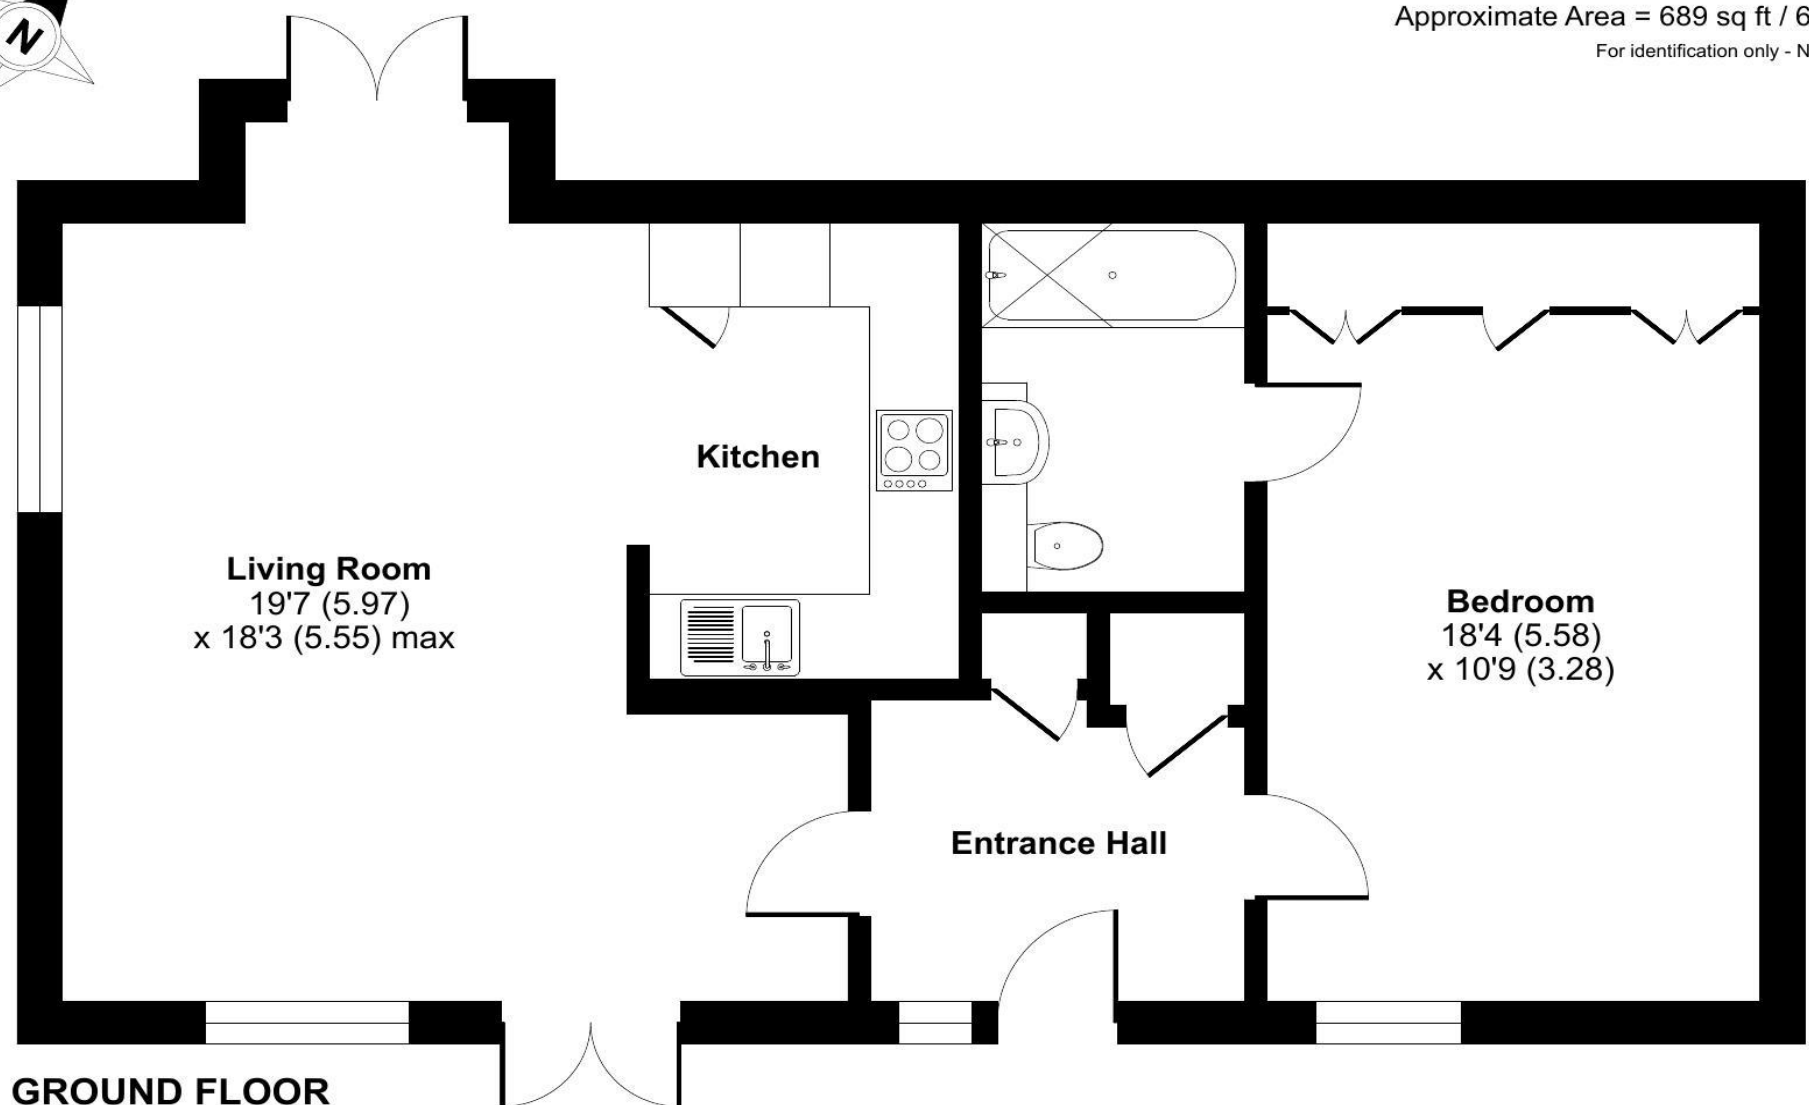 N
Approximate Area = 689 sq ft / 6
For identification only - N
Kitchen
Living Room
19'7 (5.97)
x 18'3 (5.55) max
Bedroom
18'4 (5.58)
x 10'9 (3.28)
Entrance Hall
GROUND FLOOR